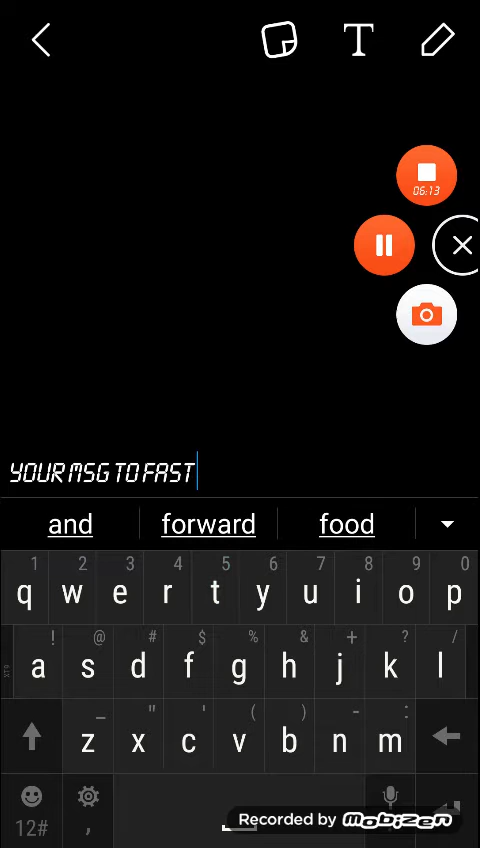 T
06:13
YOUR MSG TO FAST
and forward food
1 2 3 4 5 6 7 8 9 0
q w e r t y u i o p
! @ # $ % & + ? /
a s d f g h j k l
_ " ' ( ) - :
z x c v b n m
12# ,
Recorded by mobizen